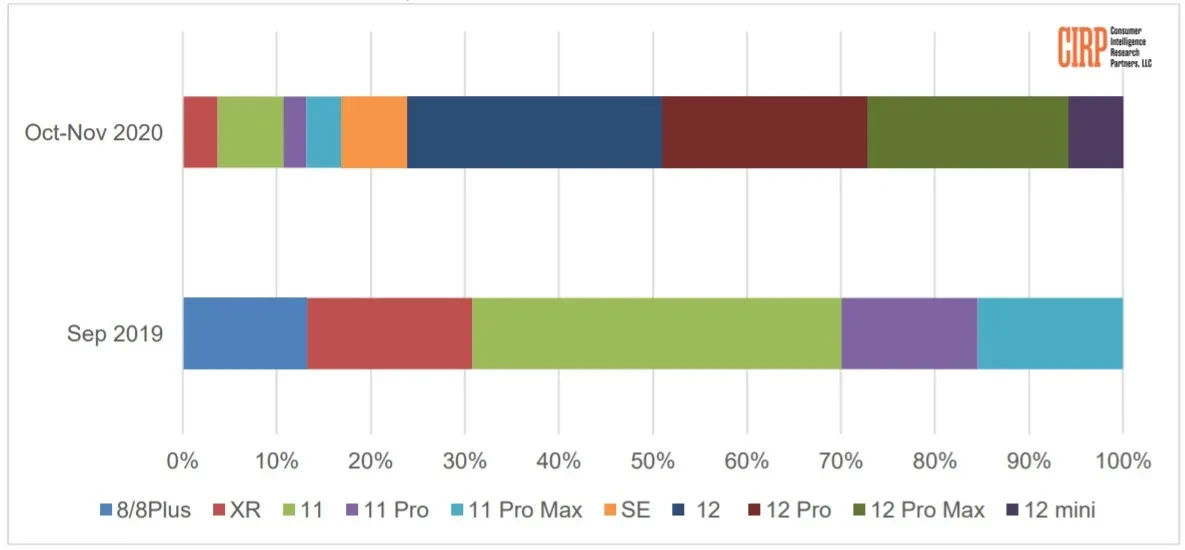 CIRP
Consumer
Intelligence
Research
Partners, LLC
Oct-Nov 2020
Sep 2019
0% 10% 20% 30% 40% 50% 60% 70% 80% 90% 100%
8/8Plus XR 11 11 Pro 11 Pro Max SE 12 12 Pro 12 Pro Max 12 mini